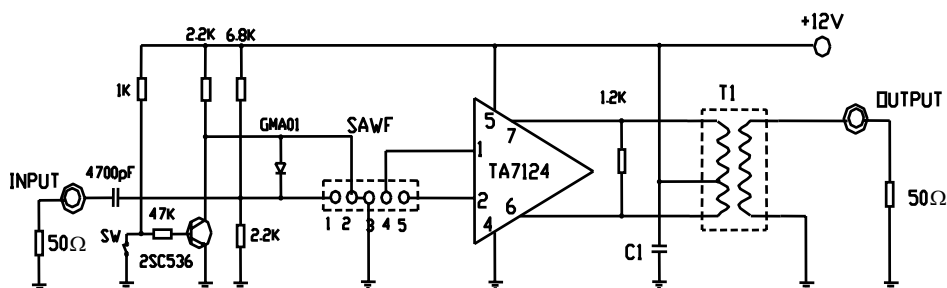 +12V
2.2K 6.8K
1K
1.2K
T1
OUTPUT
GMA01
SAWF
5
7
1
TA7124
4700pF
INPUT
2
50Ω
6
4
1 2 3 4 5
47K
50Ω
SW
2.2K
2SC536
C1